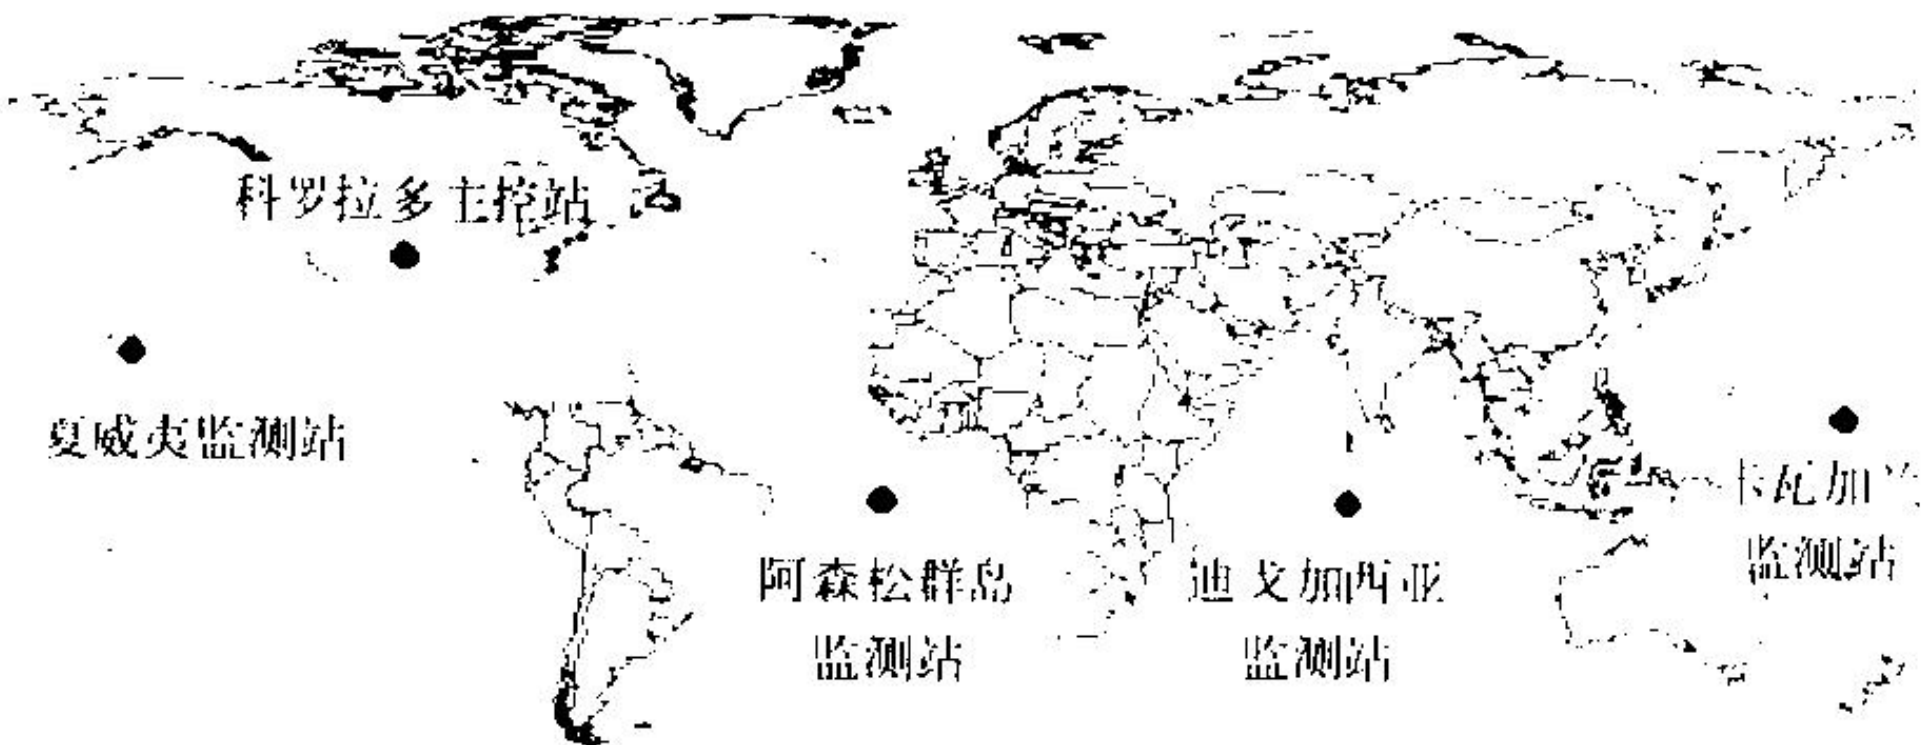 科罗拉多主控站
夏威夷监测站
阿森松群岛
监测站
迪戈加西亚
监测站
卡瓦加兰
监测站